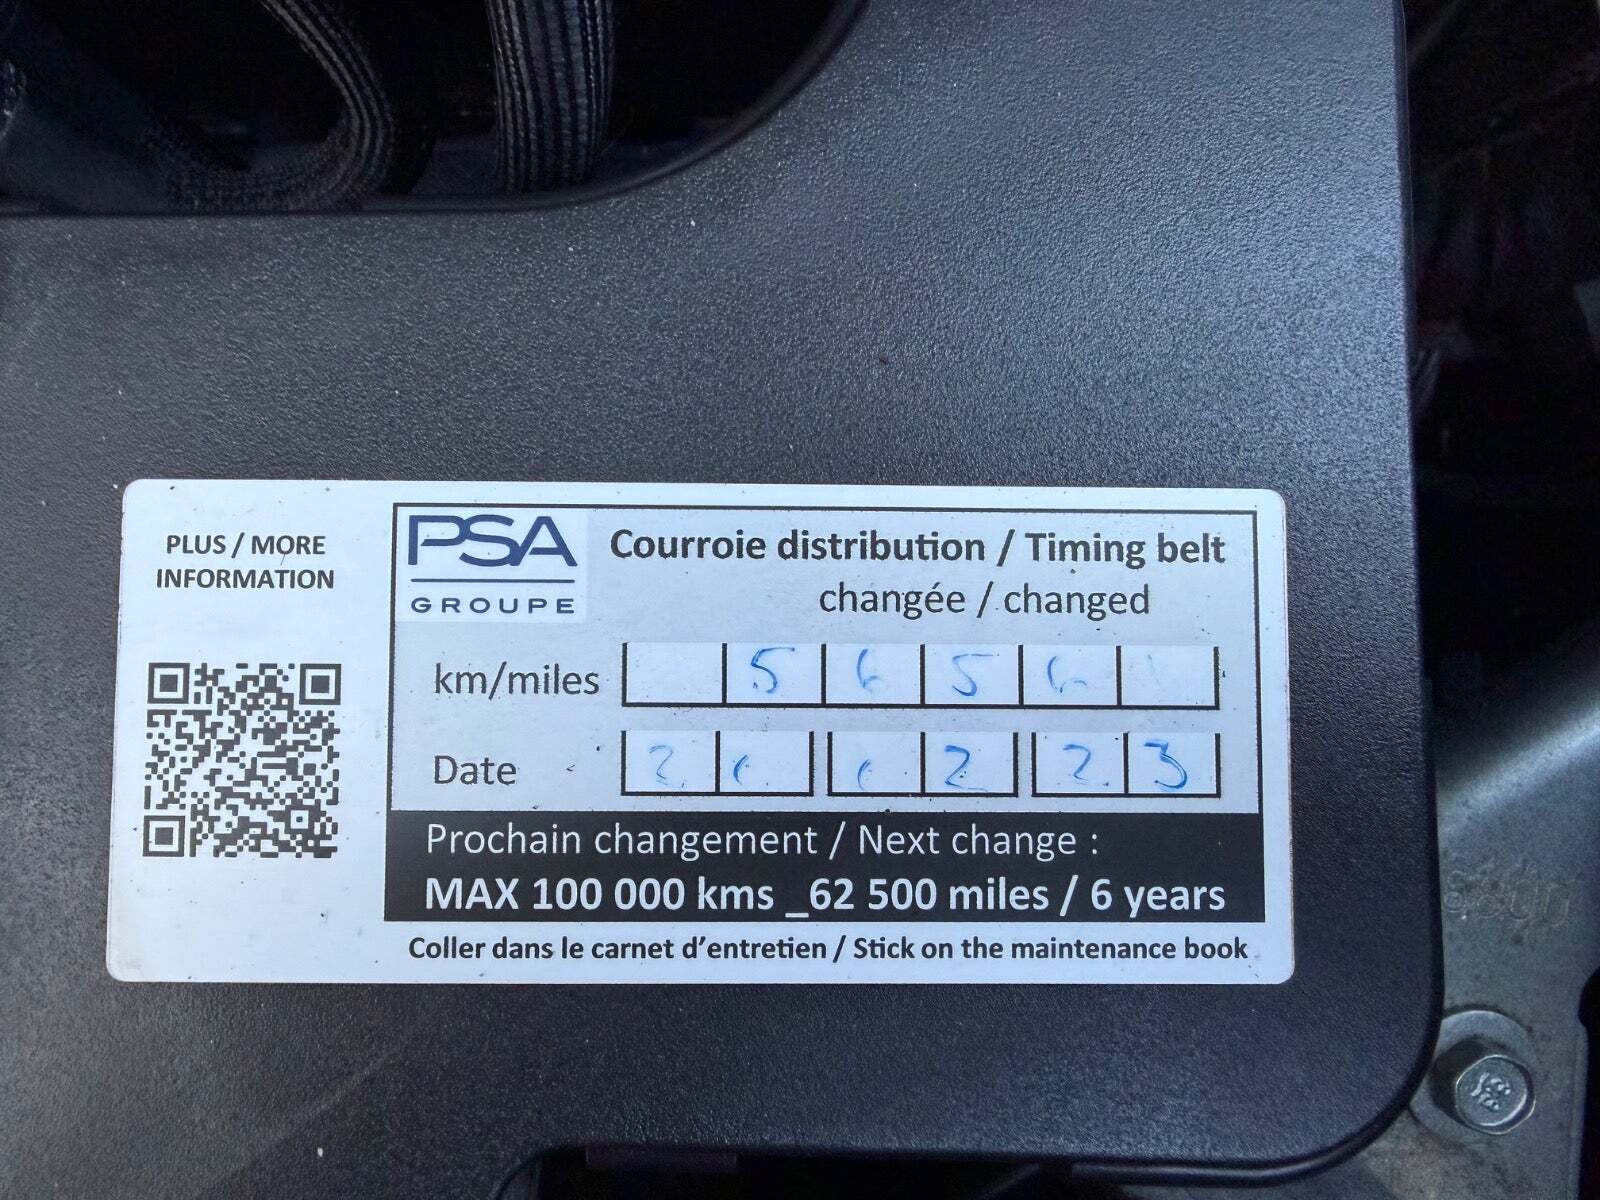 PLUS / MORE
INFORMATION
PSA
GROUPE
Courroie distribution / Timing belt
changée / changed
km/miles 5 6 5 6
Date 2 2 2 3
Prochain changement / Next change :
MAX 100 000 kms _62 500 miles / 6 years
Coller dans le carnet d'entretien / Stick on the maintenance book